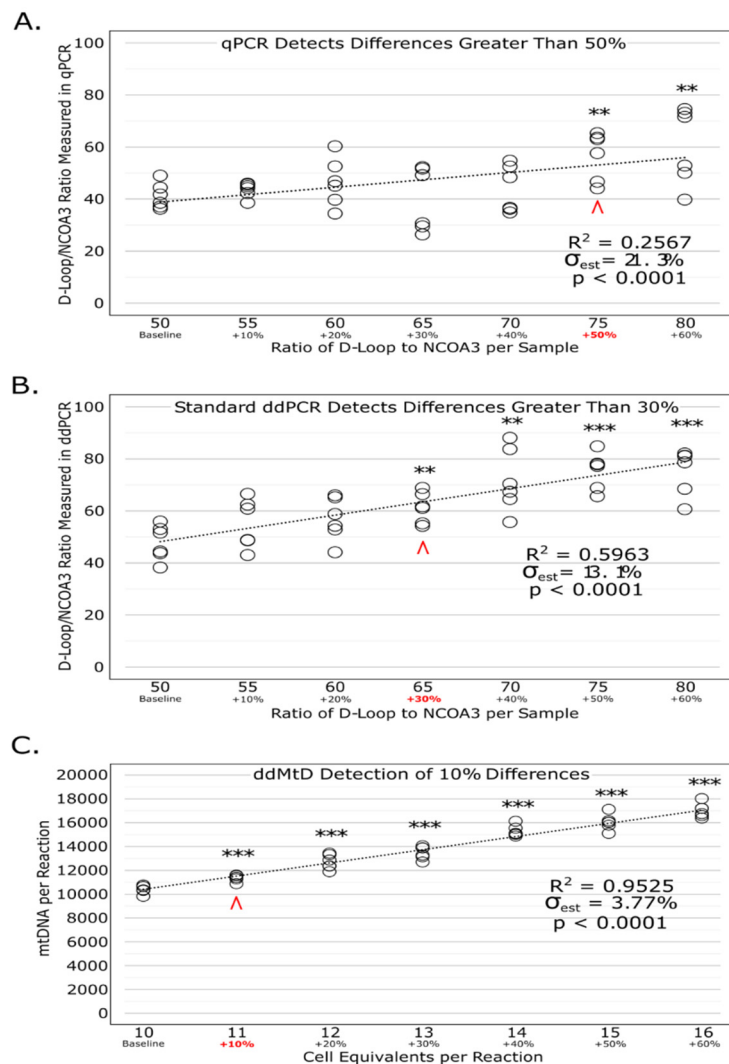 A.
qPCR Detects Differences Greater Than 50%
D-Loop/NCOA3 Ratio Measured in qPCR
100
80
60
40
20
0
**
**
^
R² = 0.2567
σest = 21.3%
p < 0.0001
50 55 60 65 70 75 80
Baseline +10% +20% +30% +40% +50% +60%
Ratio of D-Loop to NCOA3 per Sample
B.
Standard ddPCR Detects Differences Greater Than 30%
D-Loop/NCOA3 Ratio Measured in ddPCR
100
80
60
40
20
0
**
**
***
***
^
R² = 0.5963
σest = 13.1%
p < 0.0001
50 55 60 65 70 75 80
Baseline +10% +20% +30% +40% +50% +60%
Ratio of D-Loop to NCOA3 per Sample
C.
ddMtD Detection of 10% Differences
mtDNA per Reaction
20000
18000
16000
14000
12000
10000
8000
6000
4000
2000
0
***
***
***
***
***
***
^
R² = 0.9525
σest = 3.77%
p < 0.0001
10 11 12 13 14 15 16
Baseline +10% +20% +30% +40% +50% +60%
Cell Equivalents per Reaction